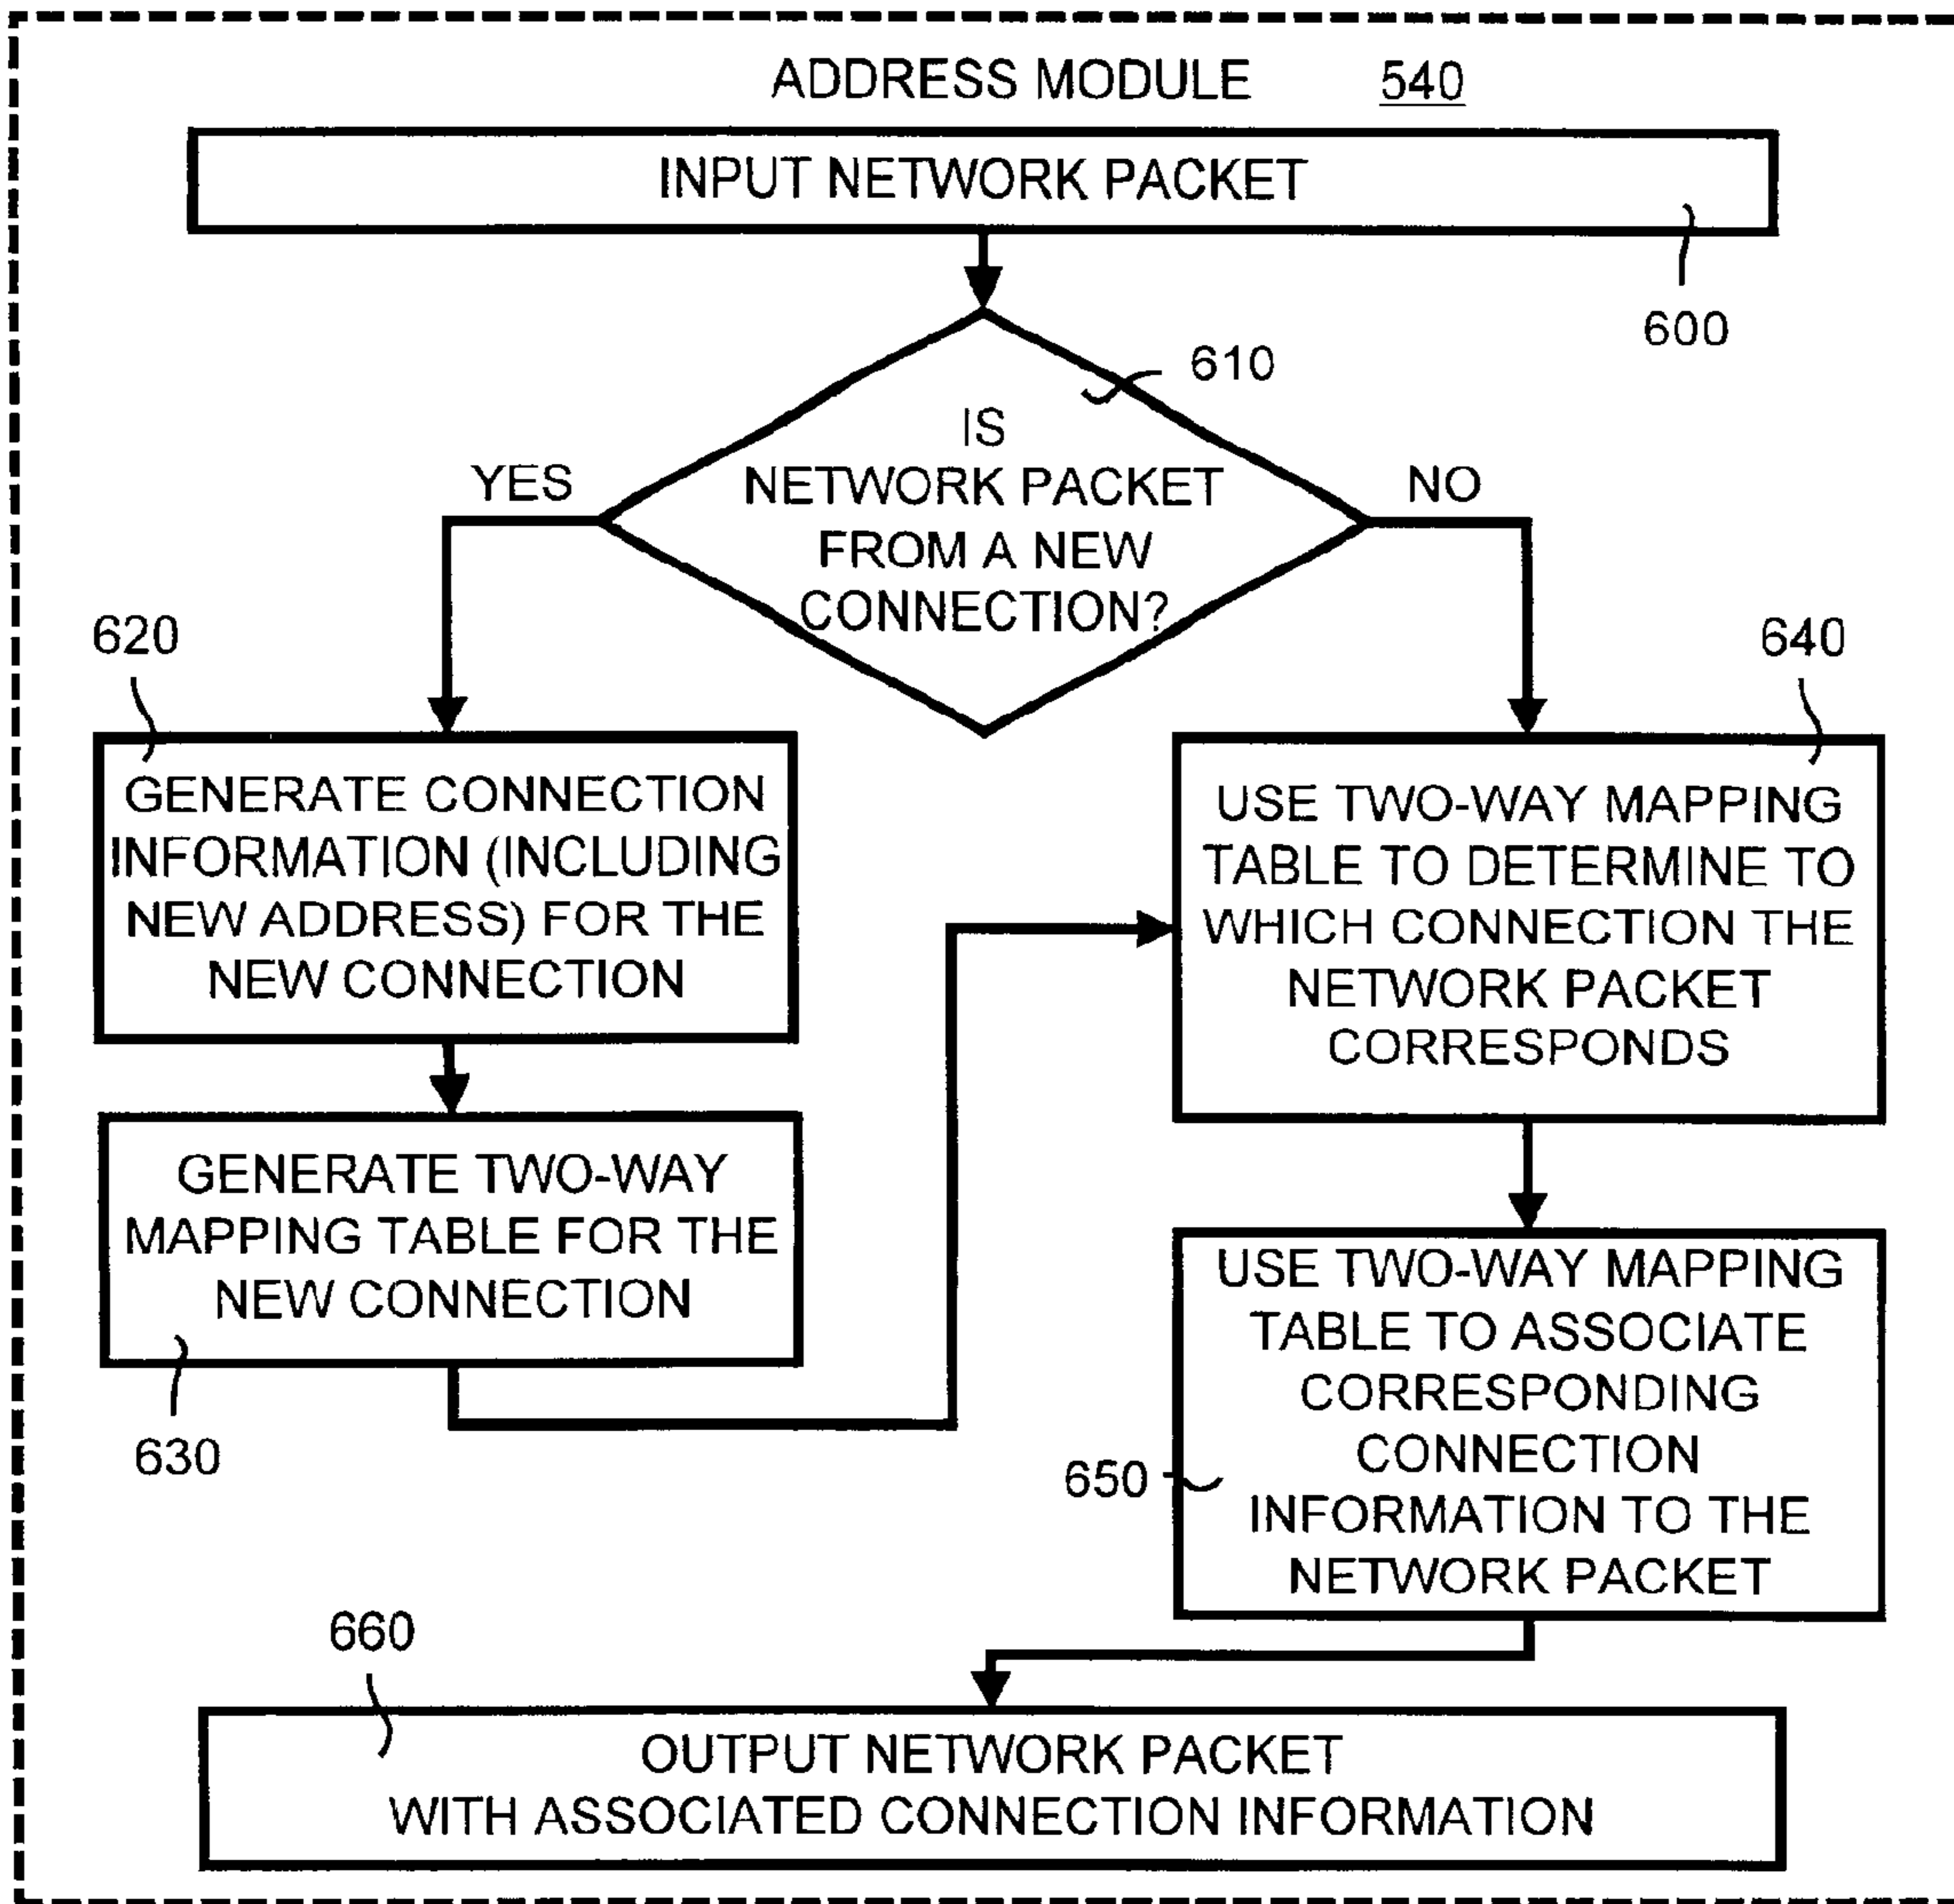 ADDRESS MODULE 540
INPUT NETWORK PACKET
600
610
IS
NETWORK PACKET
FROM A NEW
CONNECTION?
YES
NO
620
GENERATE CONNECTION
INFORMATION (INCLUDING
NEW ADDRESS) FOR THE
NEW CONNECTION
GENERATE TWO-WAY
MAPPING TABLE FOR THE
NEW CONNECTION
630
640
USE TWO-WAY MAPPING
TABLE TO DETERMINE TO
WHICH CONNECTION THE
NETWORK PACKET
CORRESPONDS
USE TWO-WAY MAPPING
TABLE TO ASSOCIATE
CORRESPONDING
CONNECTION
INFORMATION TO THE
NETWORK PACKET
650
660
OUTPUT NETWORK PACKET
WITH ASSOCIATED CONNECTION INFORMATION